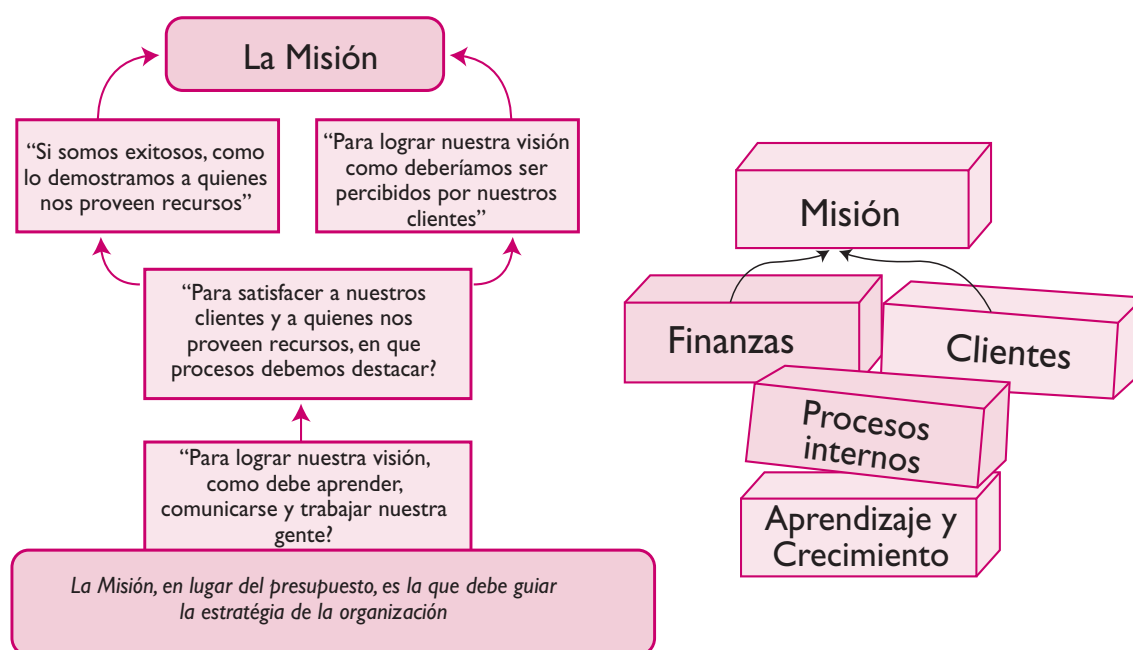 La Misión
“Si somos exitosos, como
lo demostramos a quienes
nos proveen recursos”
“Para lograr nuestra visión
como deberíamos ser
percibidos por nuestros
clientes”
“Para satisfacer a nuestros
clientes y a quienes nos
proveen recursos, en que
procesos debemos destacar?
“Para lograr nuestra visión,
como debe aprender,
comunicarse y trabajar nuestra
gente?
La Misión, en lugar del presupuesto, es la que debe guiar
la estratégia de la organización
Misión
Finanzas
Clientes
Procesos
internos
Aprendizaje y
Crecimiento